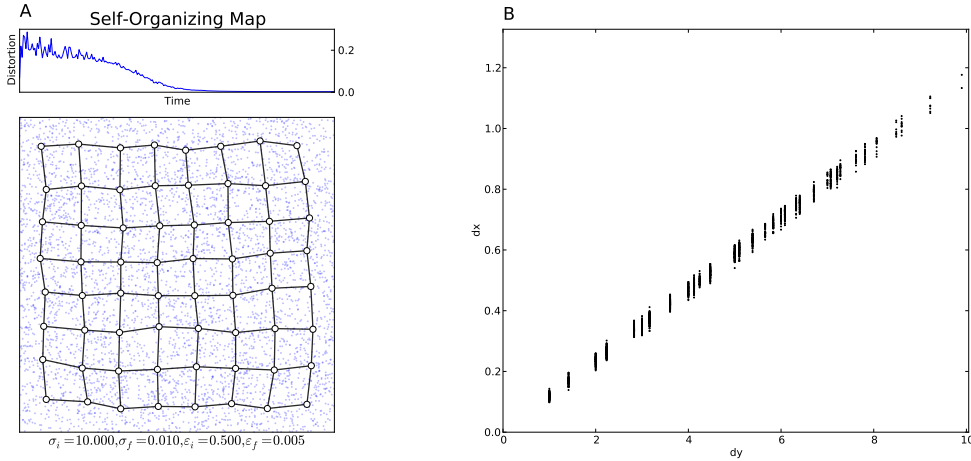 A
Self-Organizing Map
Distortion
0.2
0.0
Time
σi =10.000,σf =0.010,εi =0.500,εf =0.005
B
1.2
1.0
0.8
0.6
0.4
0.2
0.0
dx
0 2 4 6 8 10
dy